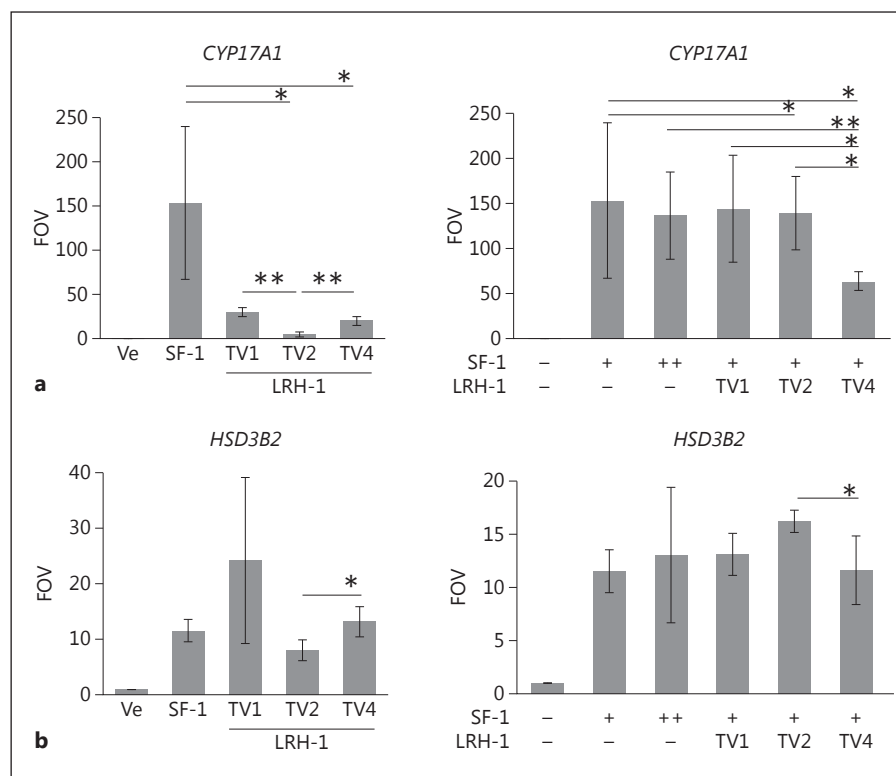 CYP17A1
*
*
250
200
150
100
50
0
FOV
** **
Ve SF-1 TV1 TV2 TV4
LRH-1
a
CYP17A1
*
*
**
*
*
250
200
150
100
50
0
FOV
SF-1 – + ++ + + +
LRH-1 – – – TV1 TV2 TV4
HSD3B2
40
30
20
10
0
FOV
*
Ve SF-1 TV1 TV2 TV4
LRH-1
b
HSD3B2
20
15
10
5
0
FOV
*
SF-1 – + ++ + + +
LRH-1 – – – TV1 TV2 TV4